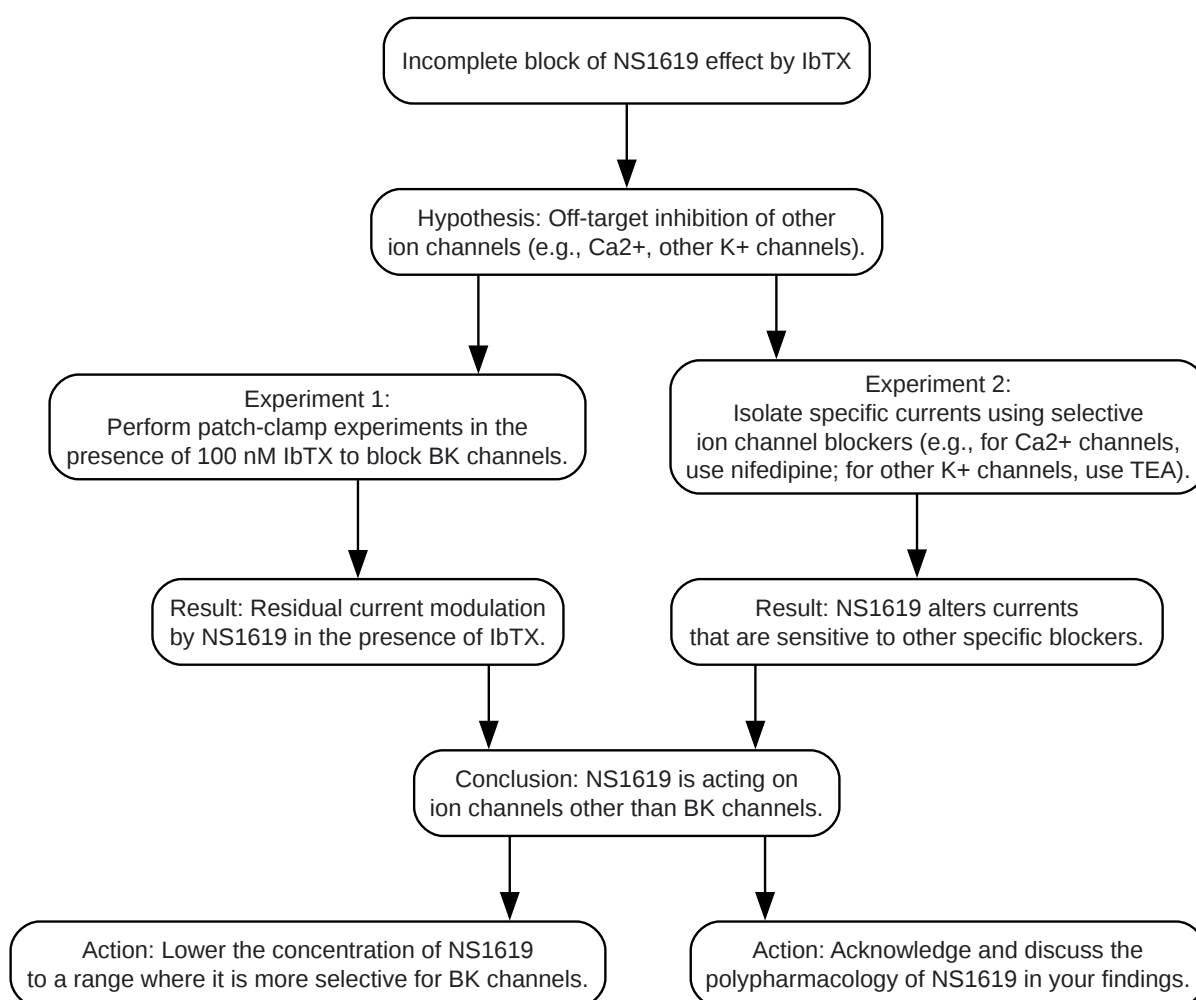 Incomplete block of NS1619 effect by IbTX
Hypothesis: Off-target inhibition of other
ion channels (e.g., Ca2+, other K+ channels).
Experiment 1:
Perform patch-clamp experiments in the
presence of 100 nM IbTX to block BK channels.
Experiment 2:
Isolate specific currents using selective
ion channel blockers (e.g., for Ca2+ channels,
use nifedipine; for other K+ channels, use TEA).
Result: Residual current modulation
by NS1619 in the presence of IbTX.
Result: NS1619 alters currents
that are sensitive to other specific blockers.
Conclusion: NS1619 is acting on
ion channels other than BK channels.
Action: Lower the concentration of NS1619
to a range where it is more selective for BK channels.
Action: Acknowledge and discuss the
polypharmacology of NS1619 in your findings.